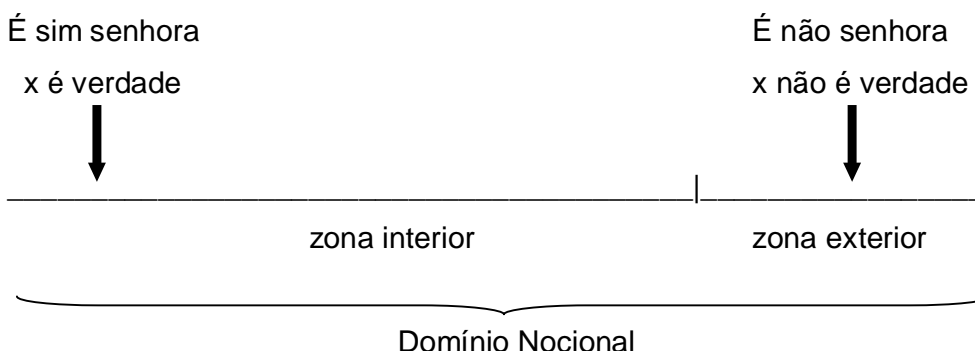 É sim senhora É não senhora
x é verdade x não é verdade
zona interior zona exterior
Domínio Nocional